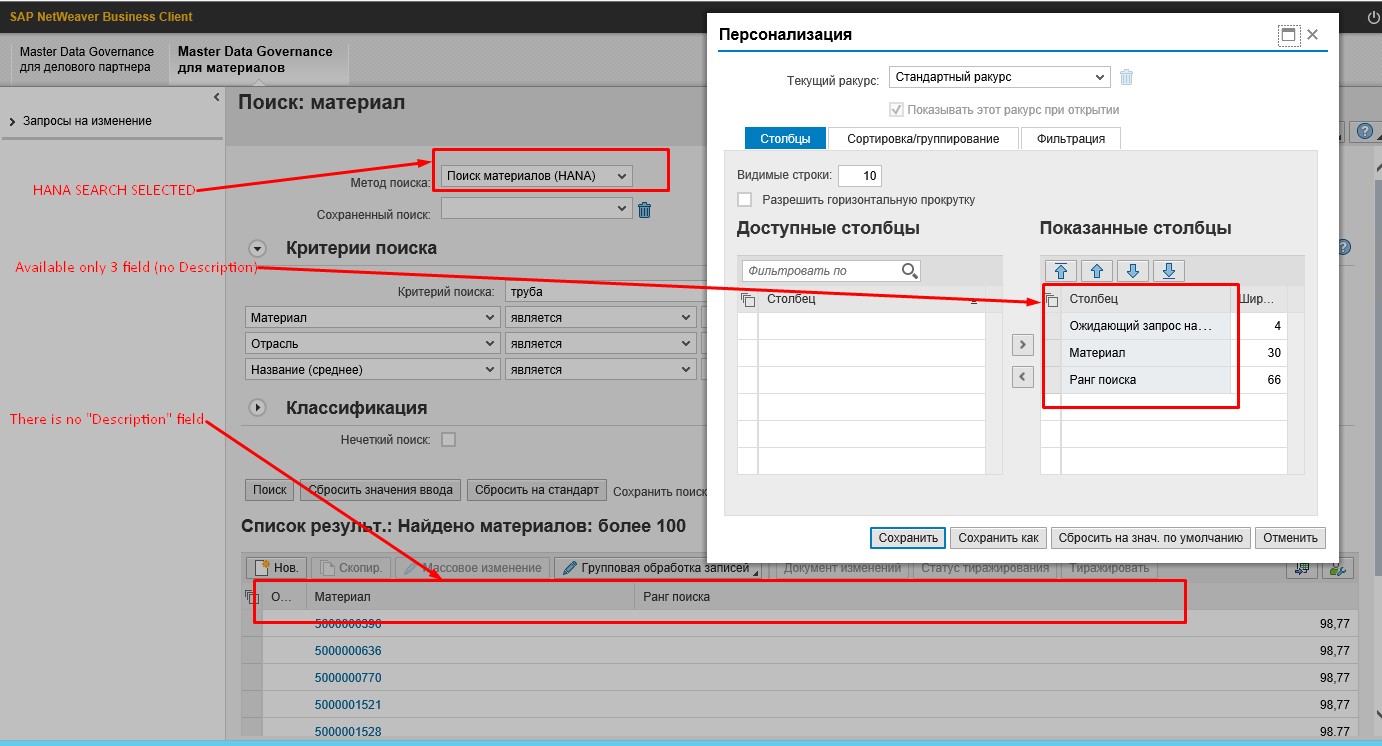 SAP NetWeaver Business Client
Master Data Governance
для делового партнера
Master Data Governance
для материалов
Запросы на изменение
Поиск: материал
HANA SEARCH SELECTED
Метод поиска: Поиск материалов (HANA)
Сохраненный поиск:
Критерии поиска
Available only 3 field (no Description)
Критерий поиска: труба
Материал является
Отрасль является
Название (среднее) является
There is no "Description" field
Классификация
Нечеткий поиск:
Поиск Сбросить значения ввода Сбросить на стандарт Сохранить поиск
Список результ.: Найдено материалов: более 100
Нов. Скопир. Массовое изменение Групповая обработка записей Документ изменений Статус тиражирования Тиражировать
О... Материал Ранг поиска
5000000396 98,77
5000000636 98,77
5000000770 98,77
5000001521 98,77
5000001528 98,77
Персонализация
Текущий ракурс: Стандартный ракурс
Показывать этот ракурс при открытии
Столбцы Сортировка/группирование Фильтрация
Видимые строки: 10
Разрешить горизонтальную прокрутку
Доступные столбцы
Фильтровать по
Столбец
Показанные столбцы
Столбец Шир...
Ожидающий запрос на... 4
Материал 30
Ранг поиска 66
Сохранить Сохранить как Сбросить на знач. по умолчанию Отменить